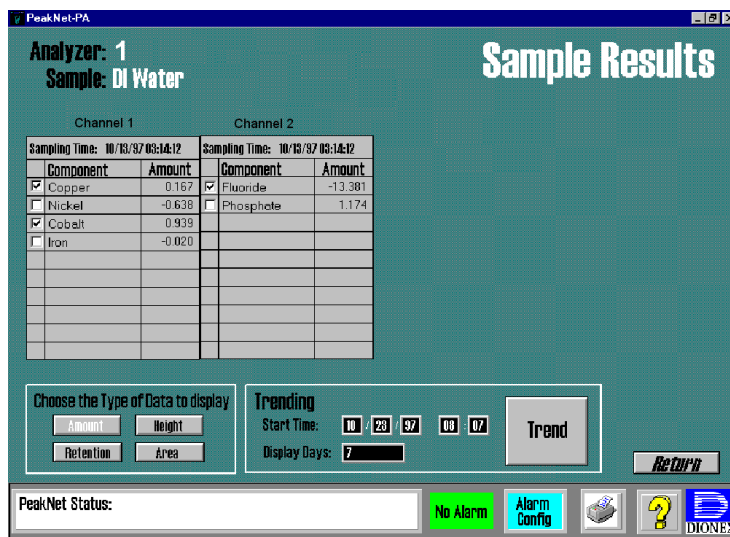 PeakNet-PA
Analyzer: 1
Sample: DI Water
Sample Results
Channel 1
Channel 2
Sampling Time: 10/13/97 09:14:12
Sampling Time: 10/13/97 09:14:12
Component Amount
Component Amount
Copper 0.167
Fluoride -13.381
Nickel -0.638
Phosphate 1.174
Cobalt 0.939
Iron -0.020
Choose the Type of Data to display
Amount Height
Retention Area
Trending
Start Time: 10 / 23 / 97 08 : 07
Display Days: 7
Trend
Return
PeakNet Status:
No Alarm
Alarm
Config
?
DIONEX